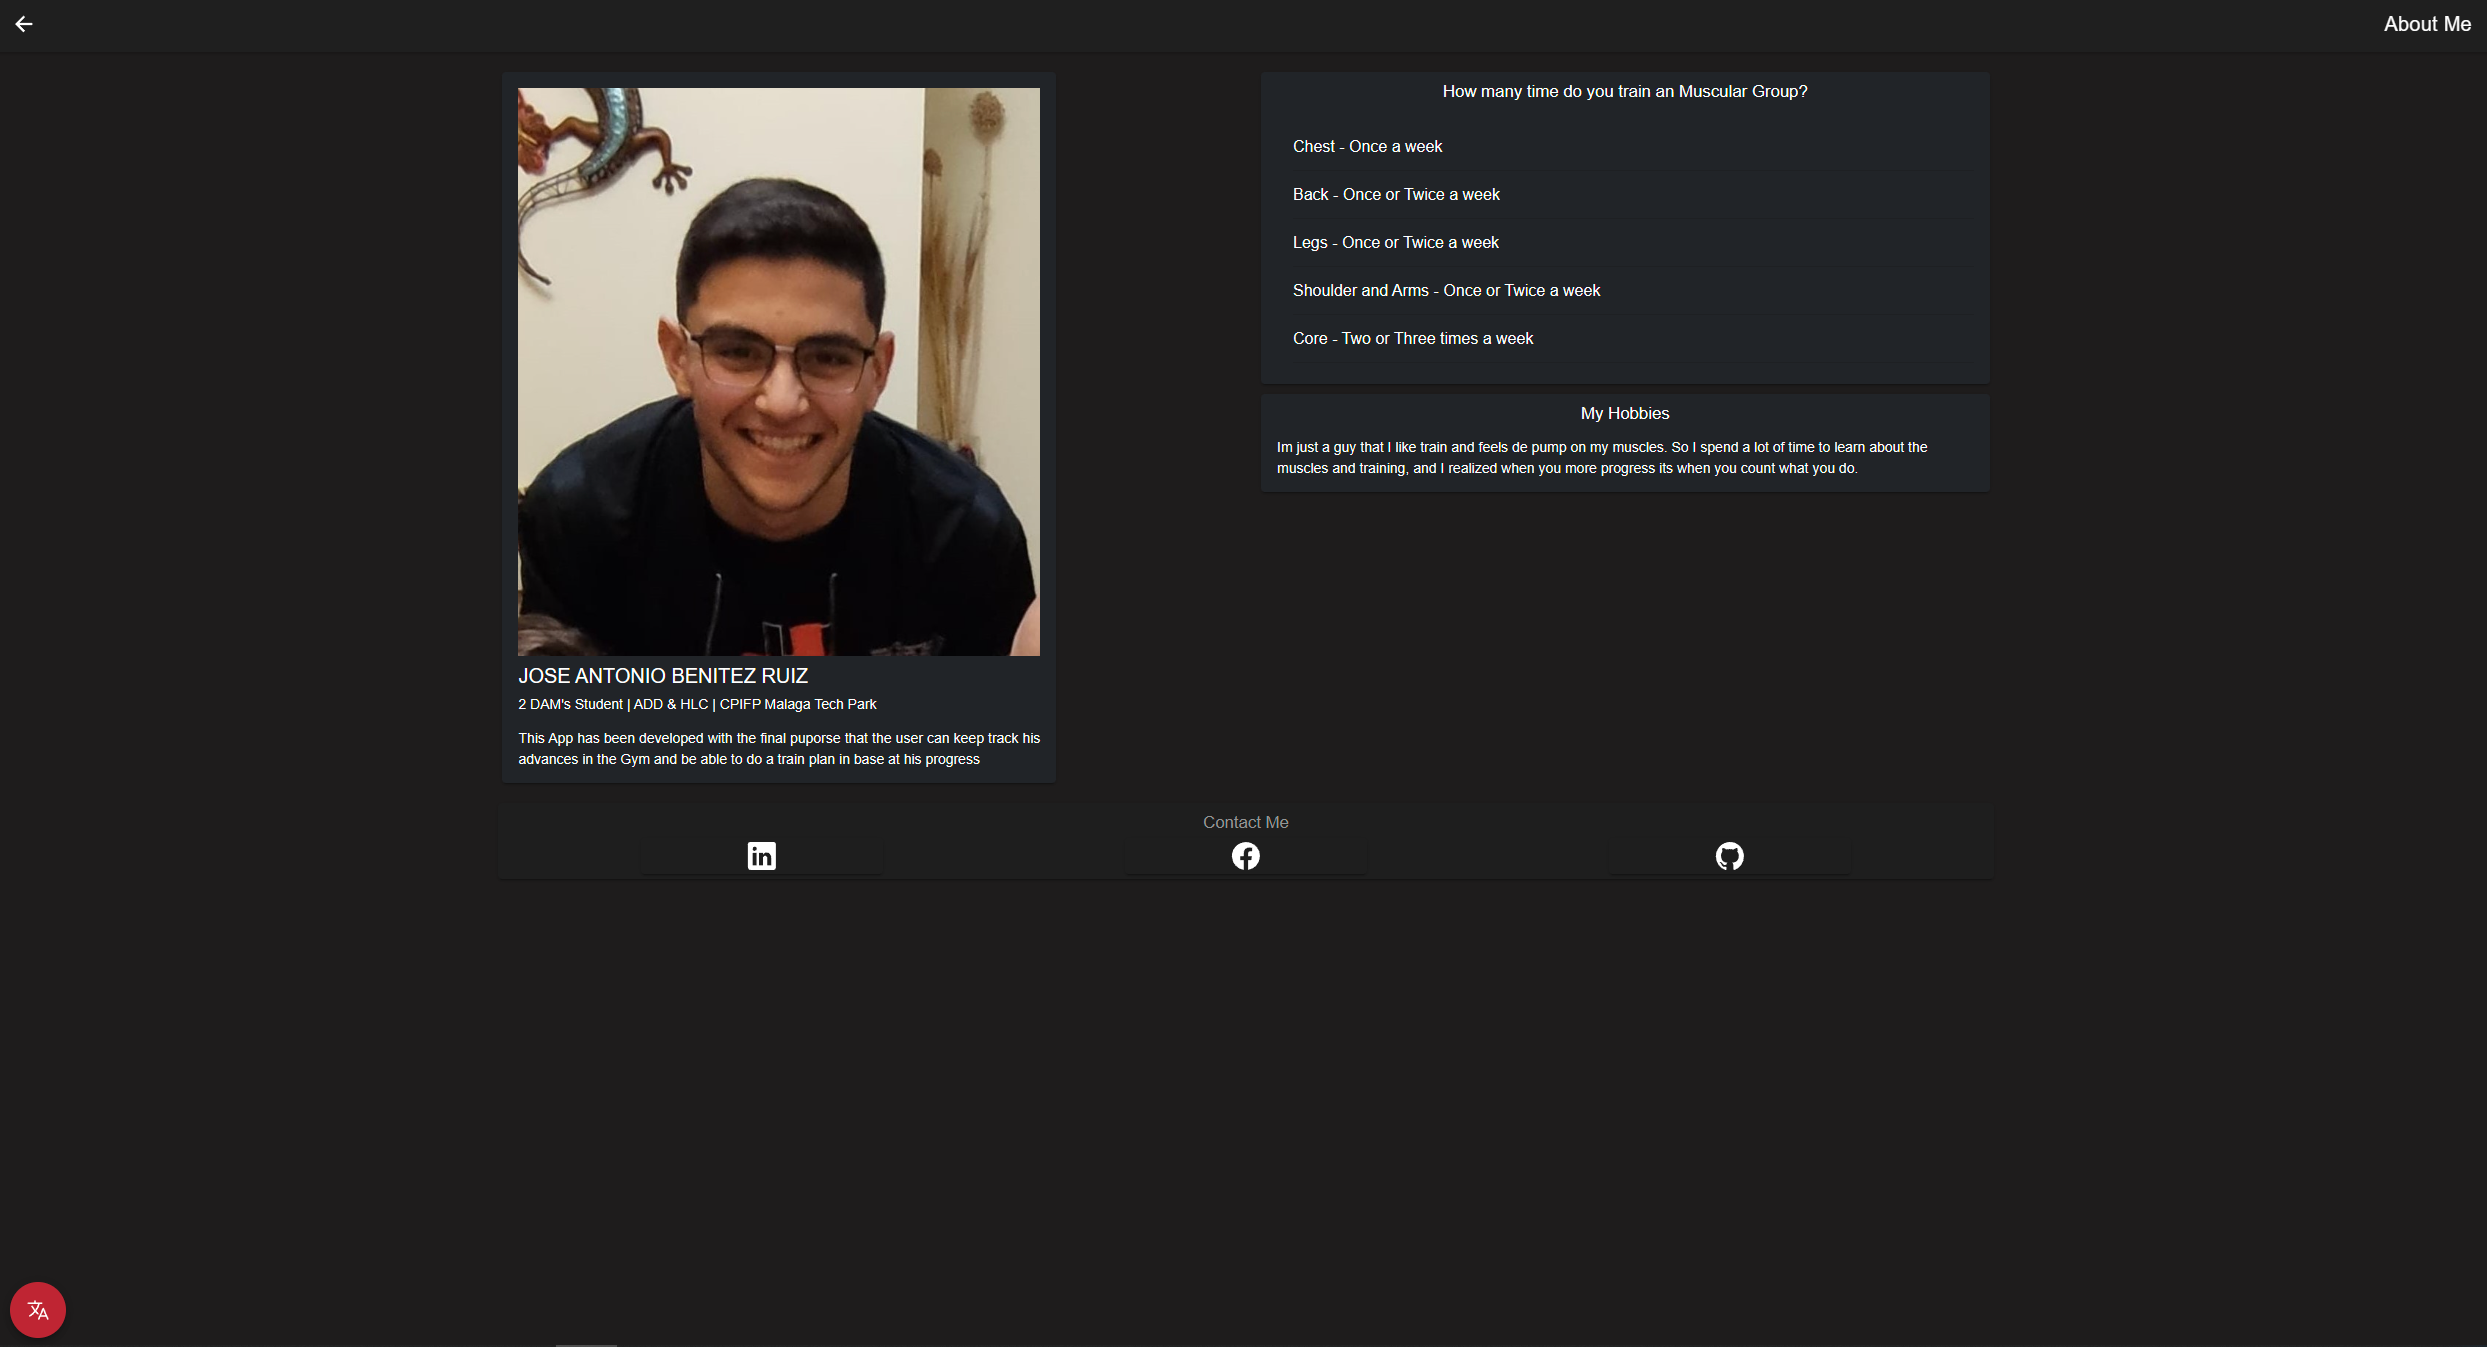 About Me
JOSE ANTONIO BENITEZ RUIZ
2 DAM's Student | ADD & HLC | CPIFP Malaga Tech Park
This App has been developed with the final puporse that the user can keep track his
advances in the Gym and be able to do a train plan in base at his progress
How many time do you train an Muscular Group?
Chest - Once a week
Back - Once or Twice a week
Legs - Once or Twice a week
Shoulder and Arms - Once or Twice a week
Core - Two or Three times a week
My Hobbies
Im just a guy that I like train and feels de pump on my muscles. So I spend a lot of time to learn about the
muscles and training, and I realized when you more progress its when you count what you do.
Contact Me